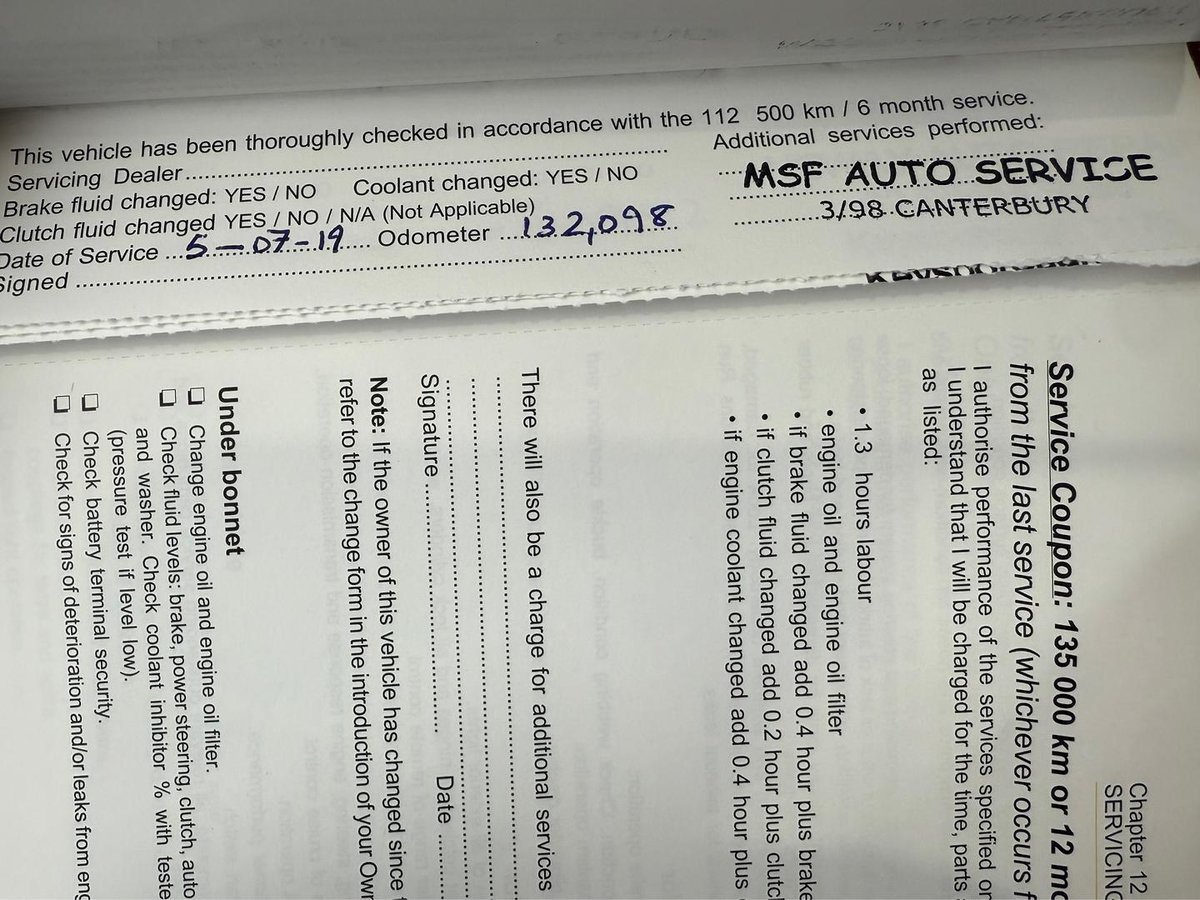 This vehicle has been thoroughly checked in accordance with the 112 500 km / 6 month service.
Servicing Dealer
Additional services performed:
Brake fluid changed: YES / NO Coolant changed: YES / NO
Clutch fluid changed YES / NO / N/A (Not Applicable)
Date of Service 5-07-19 Odometer 132,098
Signed
MSF AUTO SERVICE
3/98 CANTERBURY
Chapter 12
SERVICING
Service Coupon: 135 000 km or 12 mo
from the last service (whichever occurs f
I authorise performance of the services specified on
I understand that I will be charged for the time, parts
as listed:
• 1.3 hours labour
• engine oil and engine oil filter
• if brake fluid changed add 0.4 hour plus brake
• if clutch fluid changed add 0.2 hour plus clutc
• if engine coolant changed add 0.4 hour plus
There will also be a charge for additional services
Signature Date
Note: If the owner of this vehicle has changed since
refer to the change form in the introduction of your Own
Under bonnet
❑ Change engine oil and engine oil filter.
❑ Check fluid levels: brake, power steering, clutch, auto
and washer. Check coolant inhibitor % with teste
(pressure test if level low).
❑ Check battery terminal security.
❑ Check for signs of deterioration and/or leaks from eng